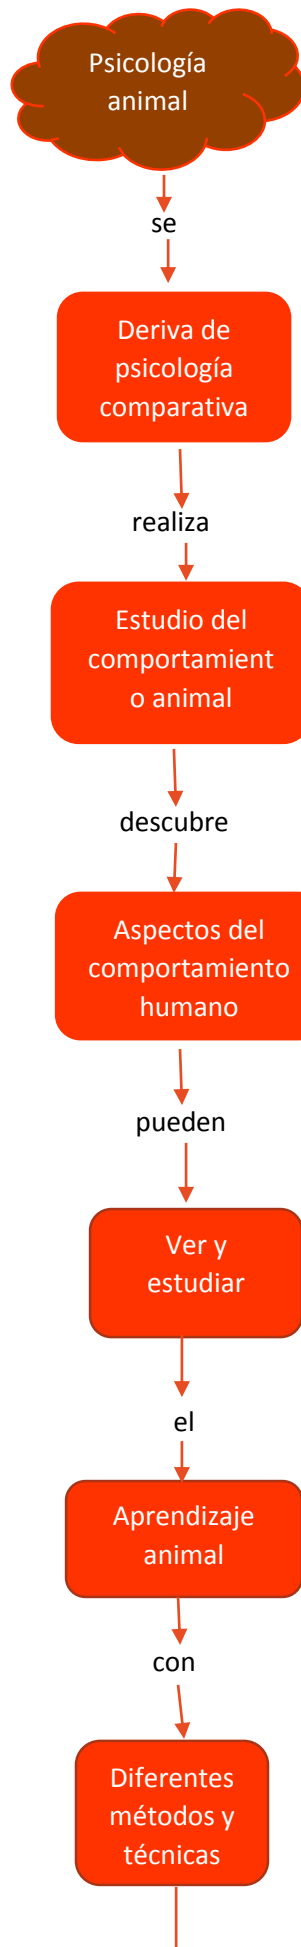 Psicología
animal
se
Deriva de
psicología
comparativa
realiza
Estudio del
comportamient
o animal
descubre
Aspectos del
comportamiento
humano
pueden
Ver y
estudiar
el
Aprendizaje
animal
con
Diferentes
métodos y
técnicas